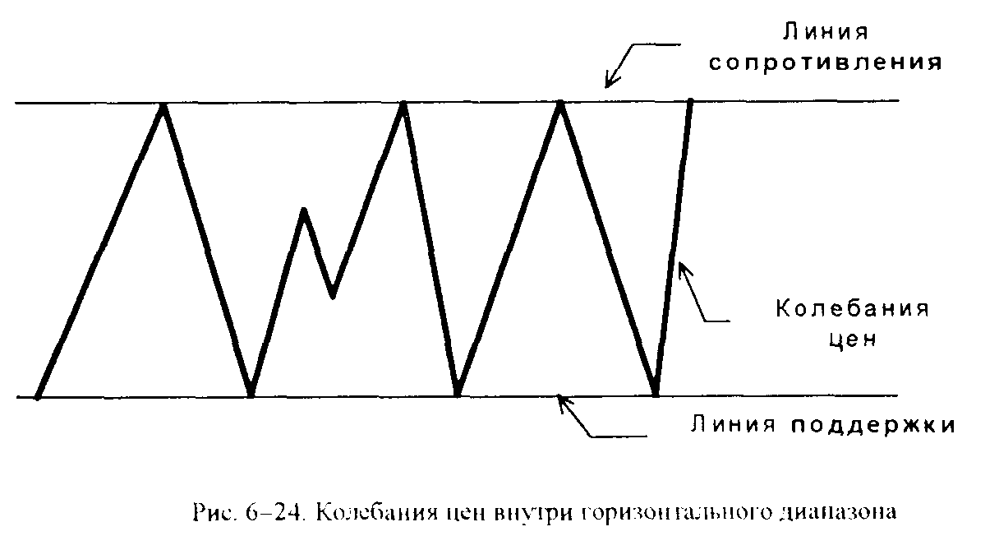 Линия
сопротивления
Колебания
цен
Линия поддержки
Рис. 6–24. Колебания цен внутри горизонтального диапазона